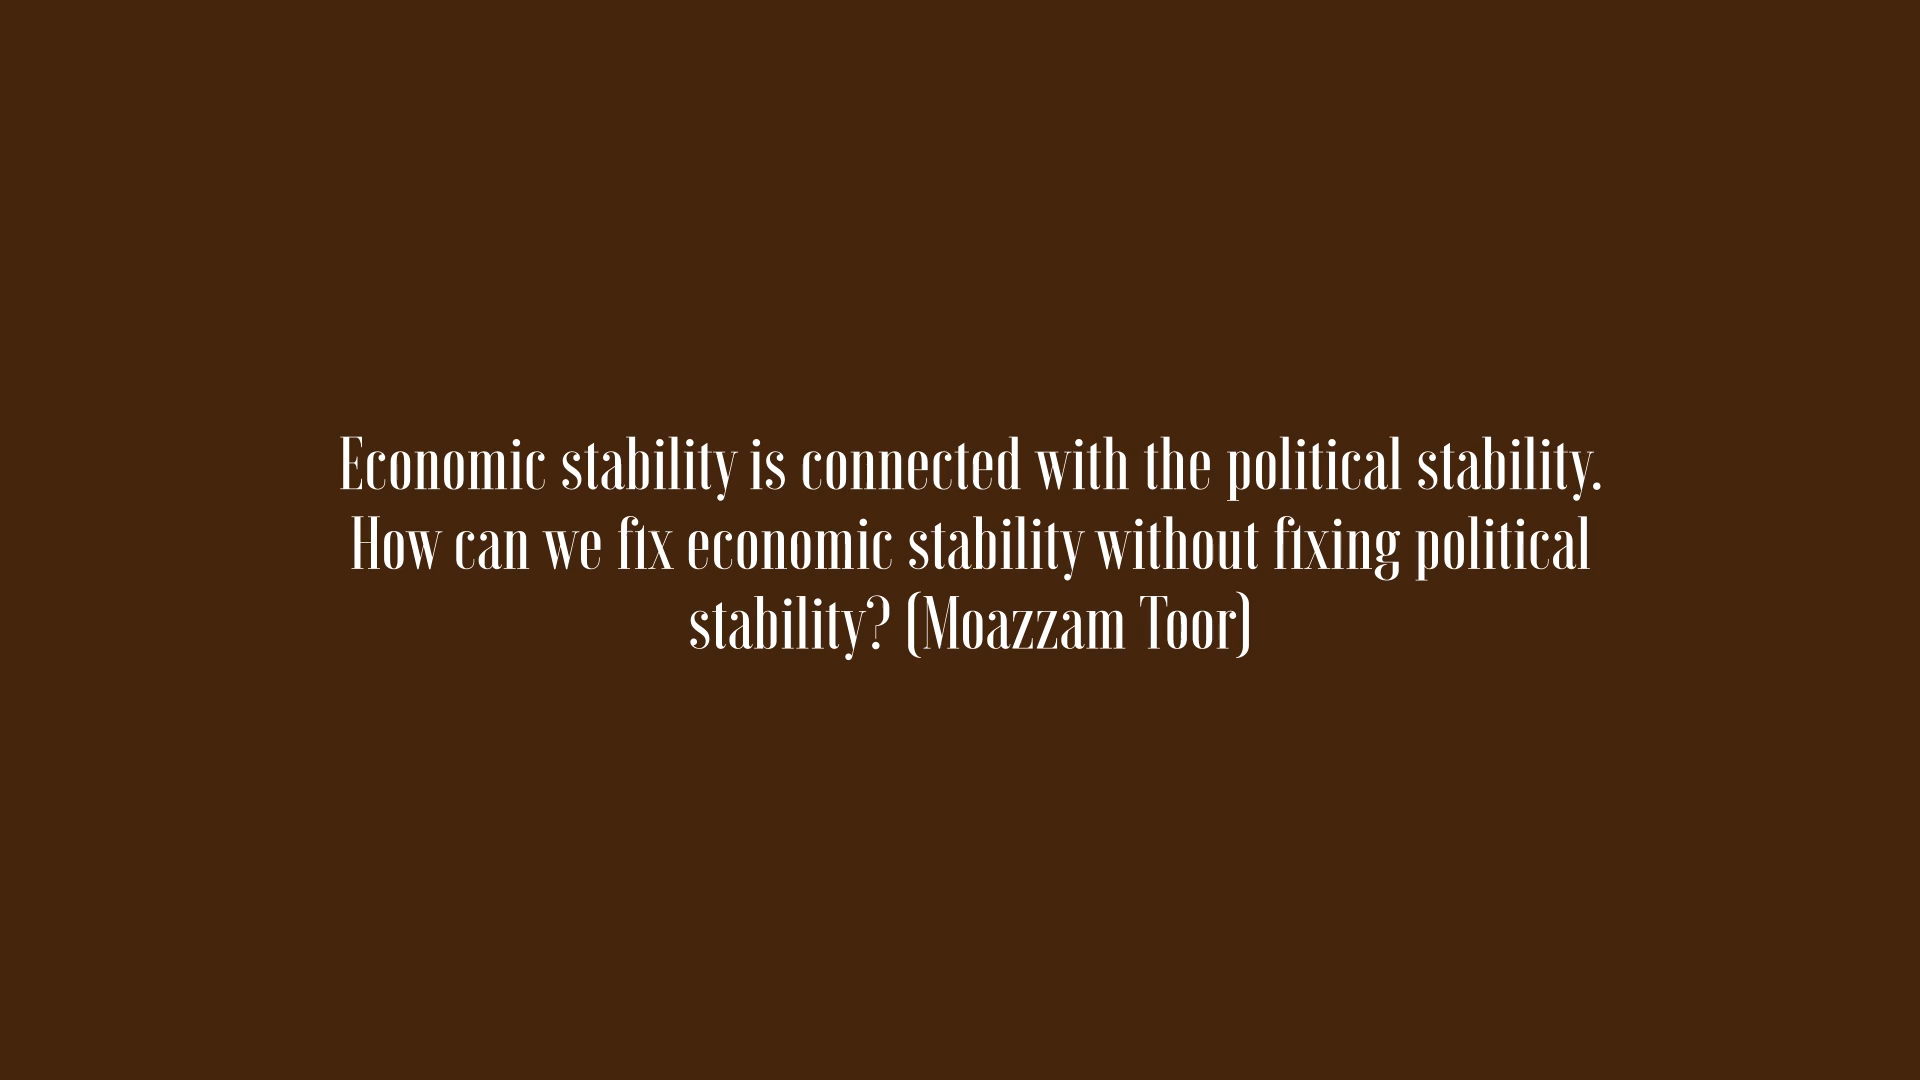 Economic stability is connected with the political stability.
How can we fix economic stability without fixing political
stability? (Moazzam Toor)